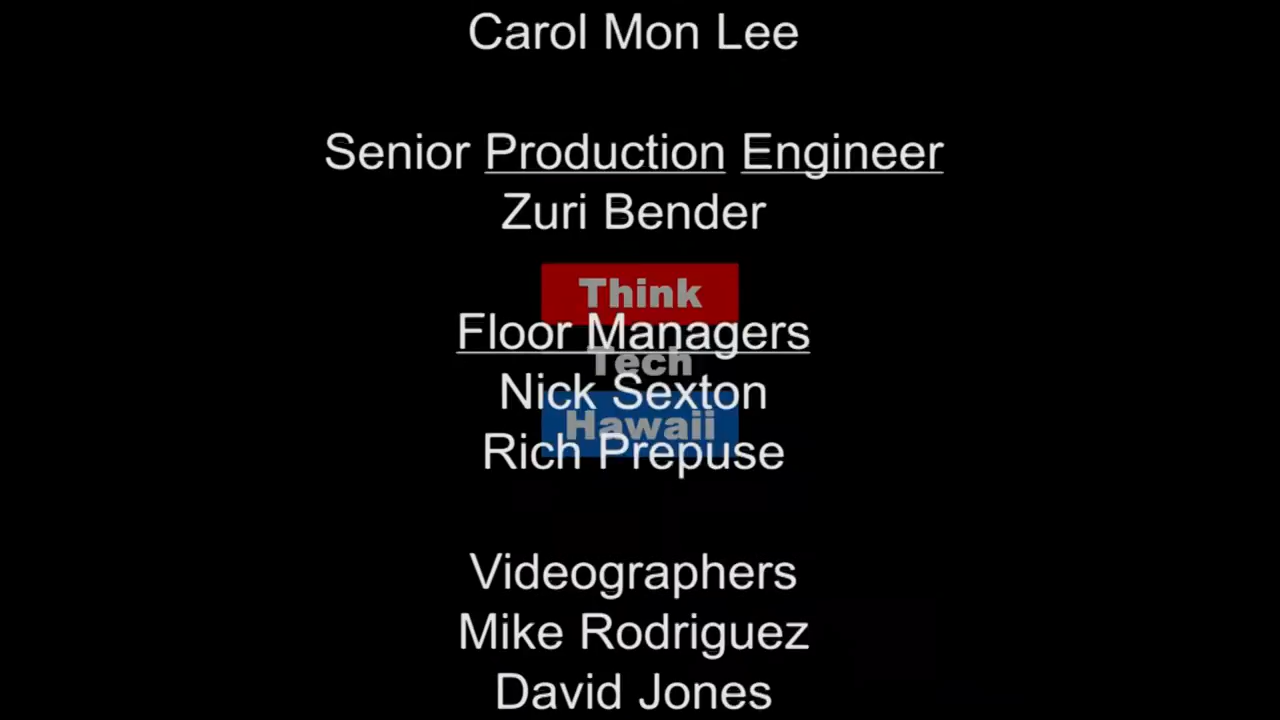 Carol Mon Lee
Senior Production Engineer
Zuri Bender
Think
Floor Managers
Tech
Nick Sexton
Hawaii
Rich Prepuse
Videographers
Mike Rodriguez
David Jones